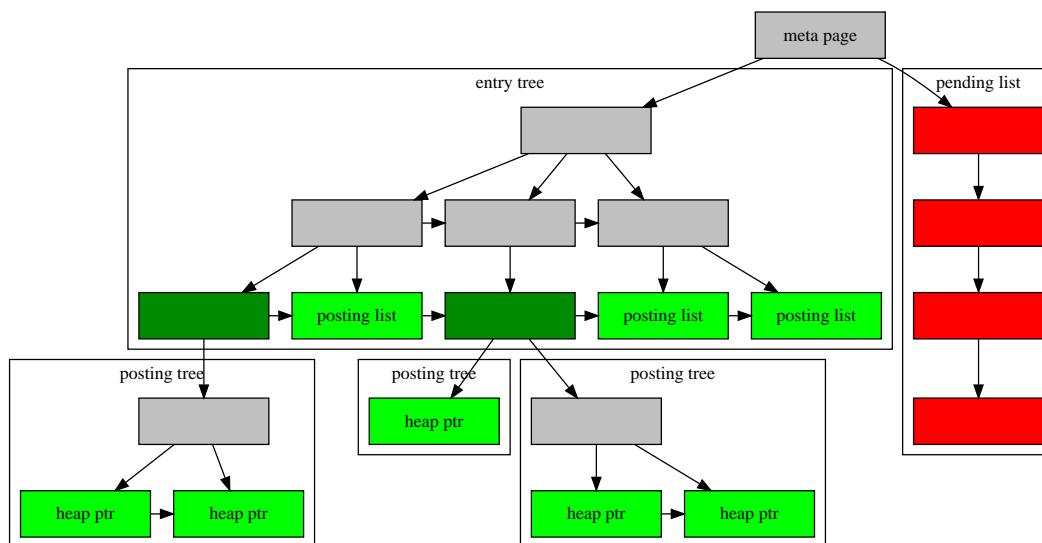 meta page
entry tree
pending list
posting list
posting list
posting list
posting tree
posting tree
posting tree
heap ptr
heap ptr
heap ptr
heap ptr
heap ptr